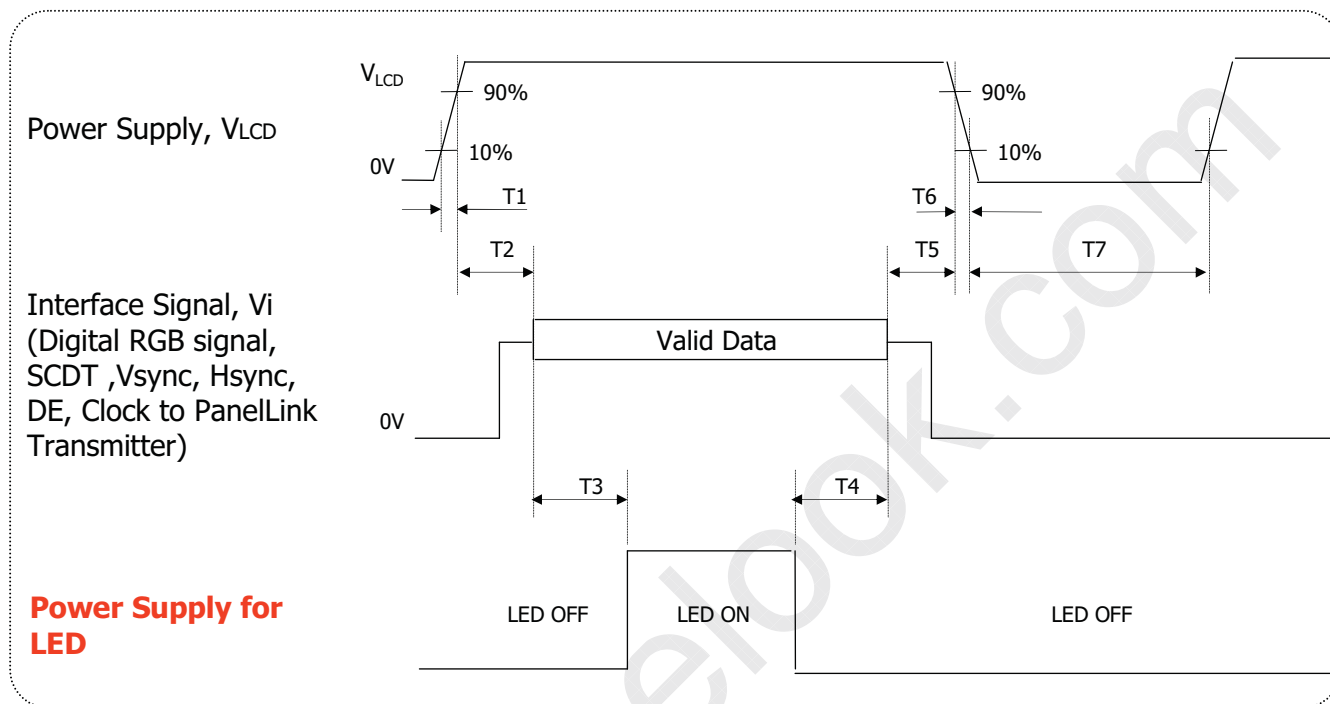 VLCD
90%
90%
Power Supply, VLCD
10%
10%
0V
T1
T6
T2
T5
T7
Interface Signal, Vi
(Digital RGB signal,
SCDT ,Vsync, Hsync,
DE, Clock to PanelLink
Transmitter)
Valid Data
0V
T3
T4
Power Supply for
LED
LED OFF
LED ON
LED OFF
elook.com